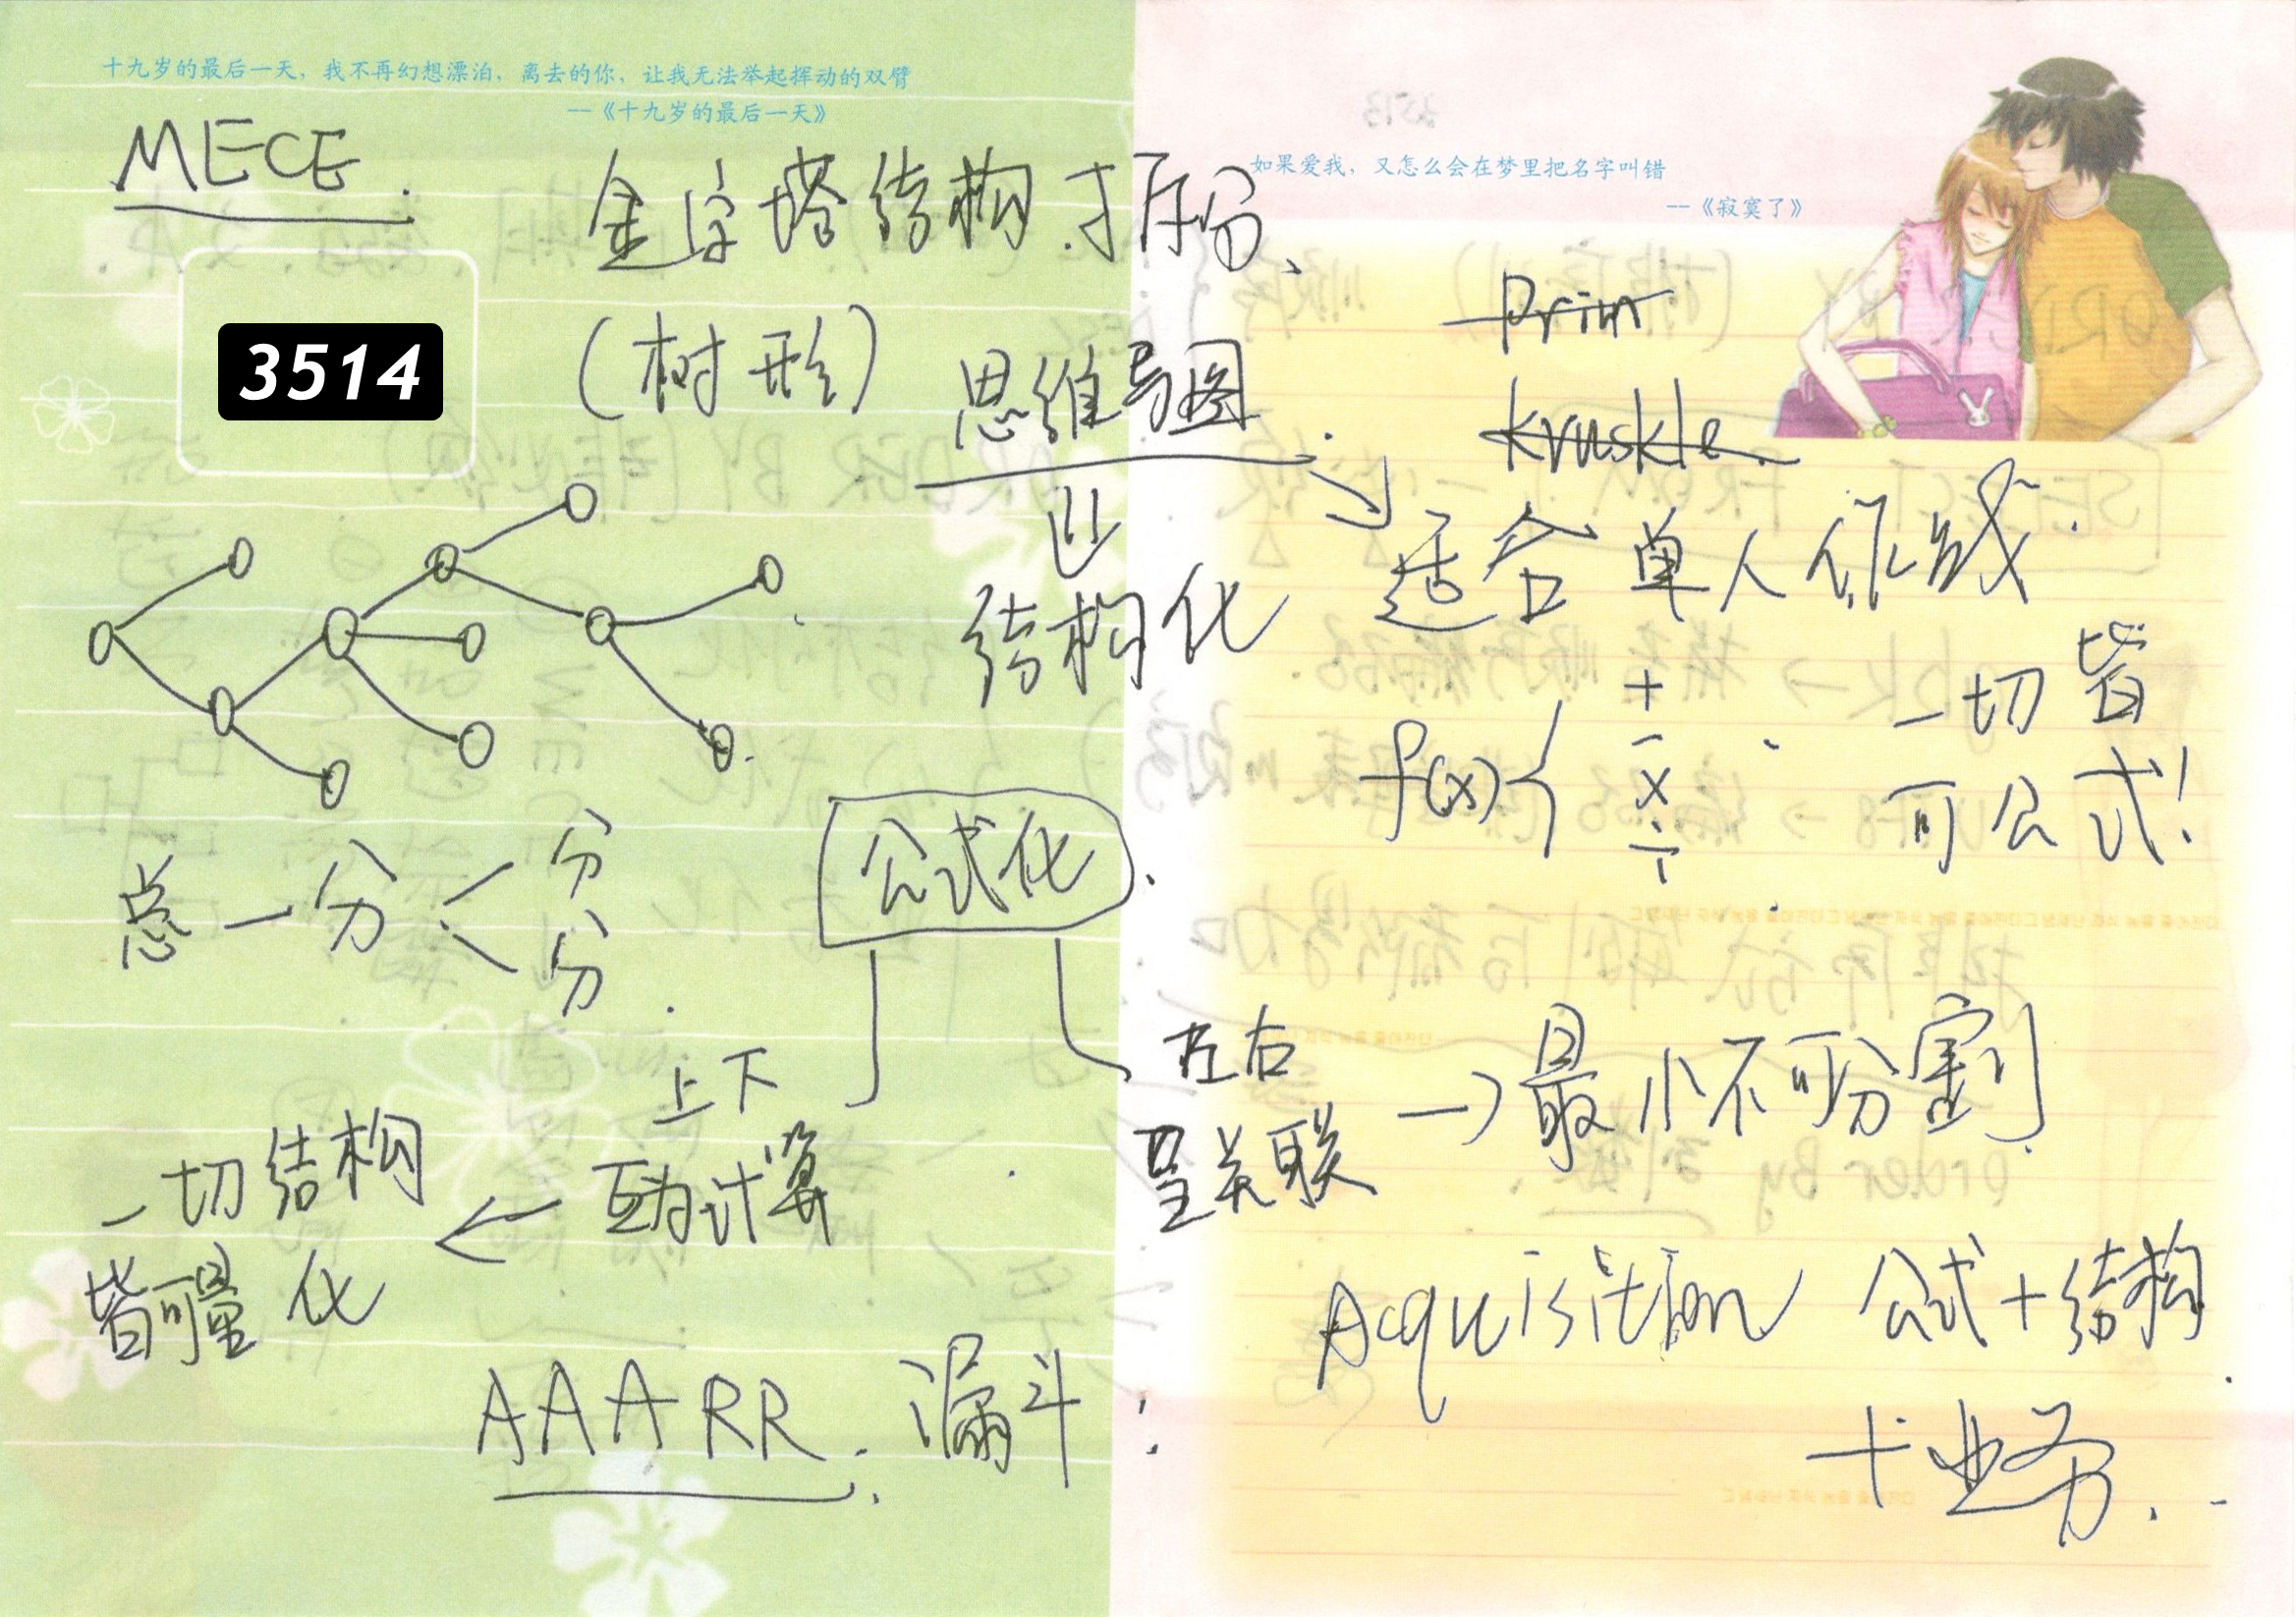 十九岁的最后一天，我不再幻想漂泊，离去的你，让我无法举起挥动的双臂
—《十九岁的最后一天》
MECE.
3514
金字塔结构拆分、
(树形)
思维导图.
结构化
总—分
分
分.
公式化.
上下
互为计算
一切结构
皆可量化
AAARR. 漏斗:
如果爱我，又怎么会在梦里把名字叫错
—《寂寞了》
prim
kruskle
适合单人作战.
f(x) {
+
-
×
÷
一切皆
可公式!
左右
呈关联
→最小不可分割
Acquisition
公式+结构.
+业务.